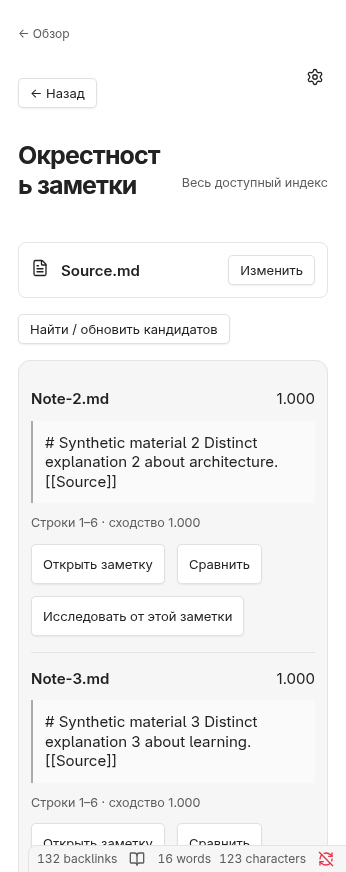 ← Обзор
← Назад
Окрестност
ь заметки
Весь доступный индекс
Source.md
Изменить
Найти / обновить кандидатов
Note-2.md
1.000
# Synthetic material 2 Distinct
explanation 2 about architecture.
[[Source]]
Строки 1–6 · сходство 1.000
Открыть заметку
Сравнить
Исследовать от этой заметки
Note-3.md
1.000
# Synthetic material 3 Distinct
explanation 3 about learning.
[[Source]]
Строки 1–6 · сходство 1.000
Открыть заметку
Сравнить
132 backlinks
16 words
123 characters